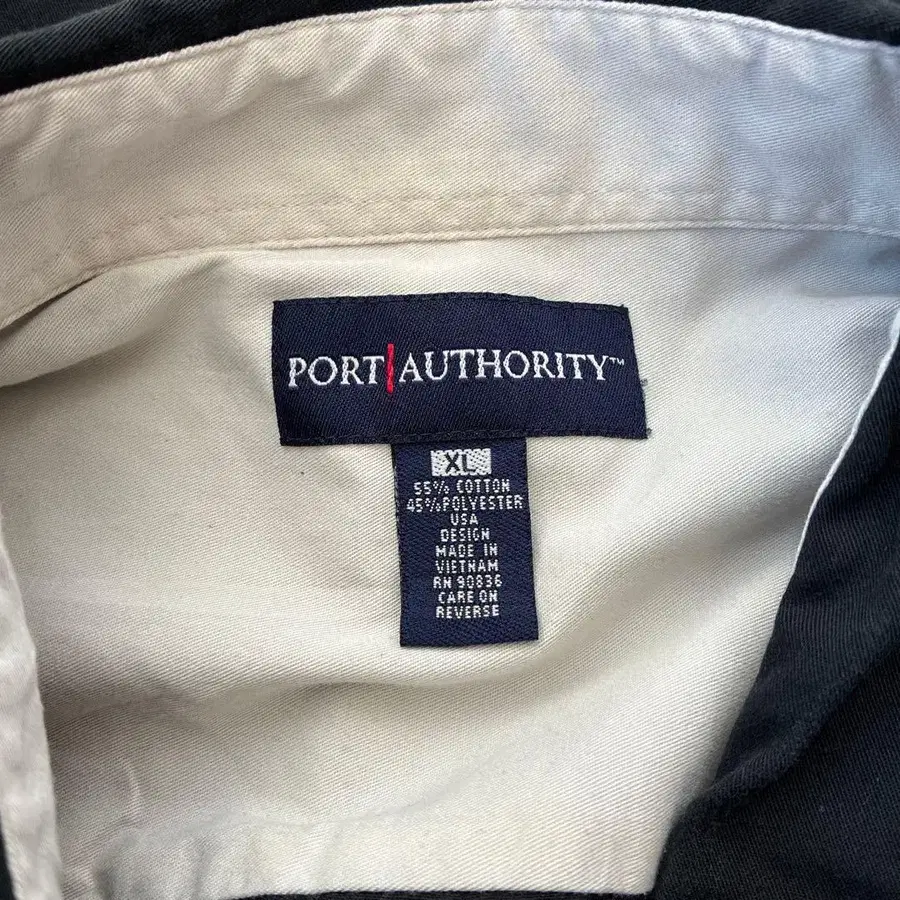 PORT AUTHORITY™
XL
55% COTTON
45% POLYESTER
USA
DESIGN
MADE IN
VIETNAM
RN 90836
CARE ON
REVERSE